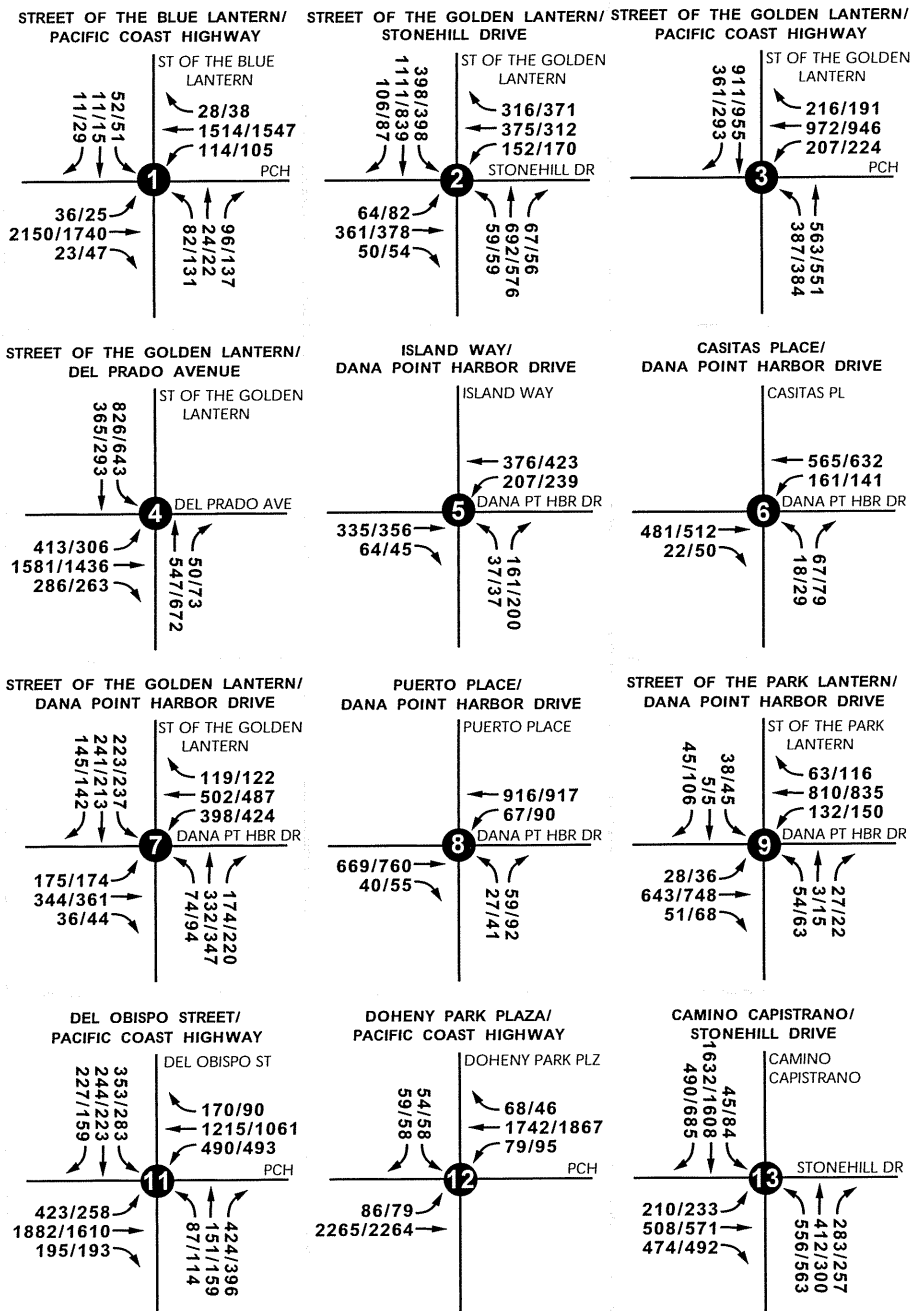 STREET OF THE BLUE LANTERN/
PACIFIC COAST HIGHWAY
ST OF THE BLUE
LANTERN
11/29
11/15
52/51
28/38
1514/1547
114/105
PCH
1
36/25
2150/1740
23/47
82/131
24/22
96/137
STREET OF THE GOLDEN LANTERN/
STONEHILL DRIVE
ST OF THE GOLDEN
LANTERN
106/87
1111/839
398/398
316/371
375/312
152/170
STONEHILL DR
2
64/82
361/378
50/54
59/59
692/576
67/56
STREET OF THE GOLDEN LANTERN/
PACIFIC COAST HIGHWAY
ST OF THE GOLDEN
LANTERN
361/293
911/955
216/191
972/946
207/224
PCH
3
387/384
563/551
STREET OF THE GOLDEN LANTERN/
DEL PRADO AVENUE
ST OF THE GOLDEN
LANTERN
365/293
826/643
DEL PRADO AVE
4
413/306
1581/1436
286/263
547/672
50/73
ISLAND WAY/
DANA POINT HARBOR DRIVE
ISLAND WAY
376/423
207/239
DANA PT HBR DR
5
335/356
64/45
37/37
161/200
CASITAS PLACE/
DANA POINT HARBOR DRIVE
CASITAS PL
565/632
161/141
DANA PT HBR DR
6
481/512
22/50
18/29
67/79
STREET OF THE GOLDEN LANTERN/
DANA POINT HARBOR DRIVE
ST OF THE GOLDEN
LANTERN
145/142
241/213
223/237
119/122
502/487
398/424
DANA PT HBR DR
7
175/174
344/361
36/44
74/94
332/347
174/220
PUERTO PLACE/
DANA POINT HARBOR DRIVE
PUERTO PLACE
916/917
67/90
DANA PT HBR DR
8
669/760
40/55
27/41
59/92
STREET OF THE PARK LANTERN/
DANA POINT HARBOR DRIVE
ST OF THE PARK
LANTERN
45/106
5/5
38/45
63/116
810/835
132/150
DANA PT HBR DR
9
28/36
643/748
51/68
54/63
3/15
27/22
DEL OBISPO STREET/
PACIFIC COAST HIGHWAY
DEL OBISPO ST
227/159
244/223
353/283
170/90
1215/1061
490/493
PCH
11
423/258
1882/1610
195/193
87/114
151/159
424/396
DOHENY PARK PLAZA/
PACIFIC COAST HIGHWAY
DOHENY PARK PLZ
59/58
54/58
68/46
1742/1867
79/95
PCH
12
86/79
2265/2264
CAMINO CAPISTRANO/
STONEHILL DRIVE
CAMINO
CAPISTRANO
490/685
1632/1608
45/84
STONEHILL DR
13
210/233
508/571
474/492
556/563
412/300
283/257